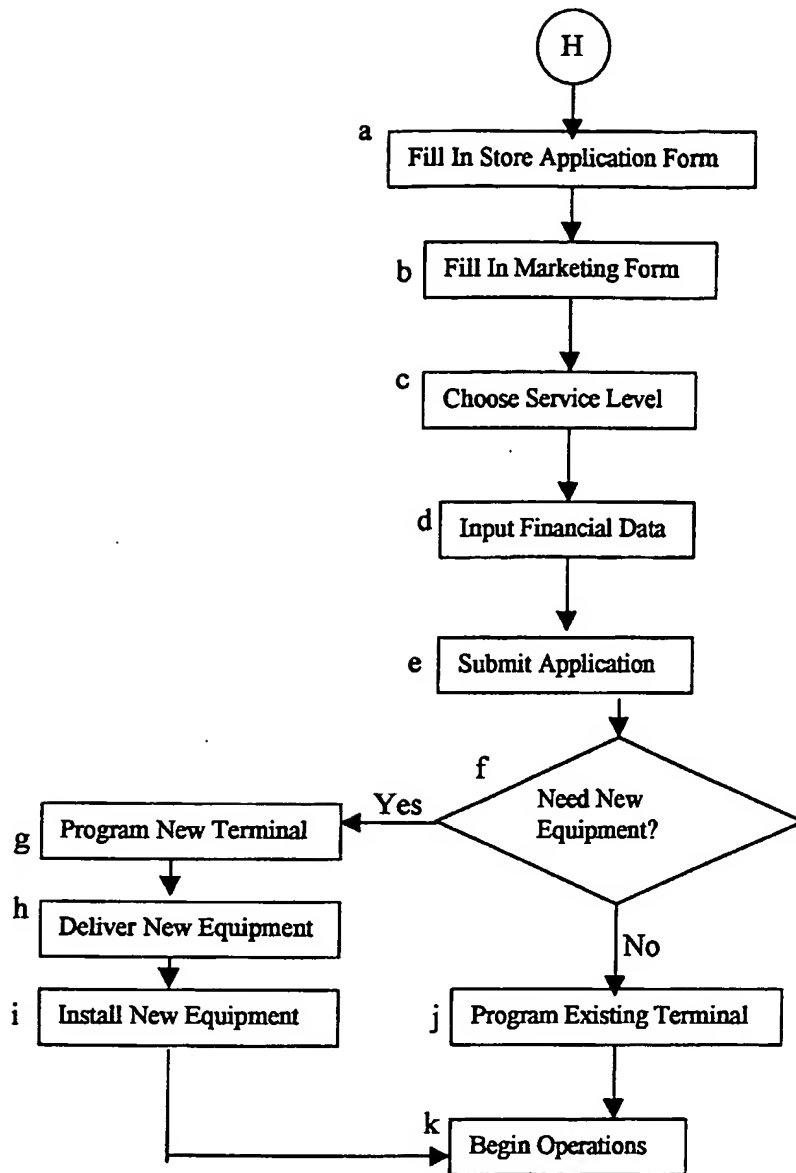 H
a
Fill In Store Application Form
b
Fill In Marketing Form
c
Choose Service Level
d
Input Financial Data
e
Submit Application
f
Need New
Equipment?
Yes
g
Program New Terminal
h
Deliver New Equipment
No
i
Install New Equipment
j
Program Existing Terminal
k
Begin Operations